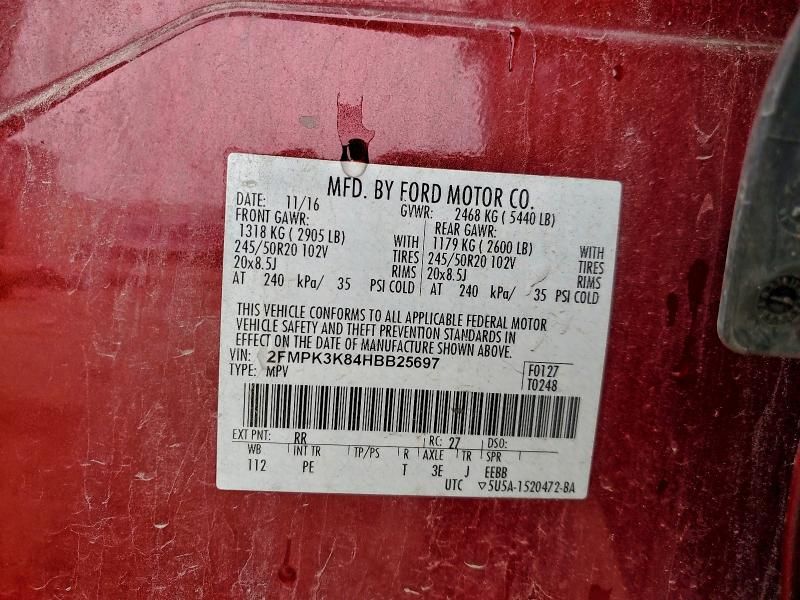 MFD. BY FORD MOTOR CO.
DATE: 11/16 GVWR: 2468 KG ( 5440 LB)
FRONT GAWR: REAR GAWR:
1318 KG ( 2905 LB) WITH 1179 KG ( 2600 LB) WITH
245/50R20 102V TIRES 245/50R20 102V TIRES
20x8.5J RIMS 20x8.5J RIMS
AT 240 kPa/ 35 PSI COLD AT 240 kPa/ 35 PSI COLD
THIS VEHICLE CONFORMS TO ALL APPLICABLE FEDERAL MOTOR
VEHICLE SAFETY AND THEFT PREVENTION STANDARDS IN
EFFECT ON THE DATE OF MANUFACTURE SHOWN ABOVE.
VIN: 2FMPK3K84HBB25697 F0127
TYPE: MPV T0248
EXT PNT: RR RC: 27 DSO:
WB INT TR TP/PS R AXLE TR SPR
112 PE T 3E J EEBB
UTC ▽5U5A-1520472-BA